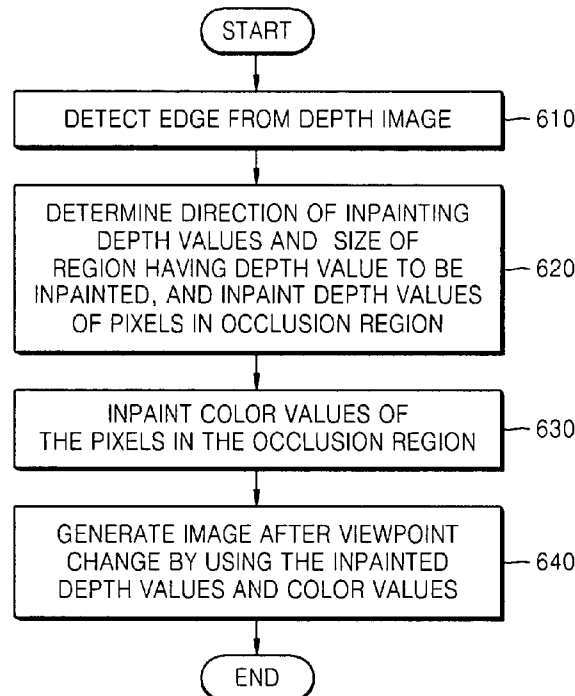 START
DETECT EDGE FROM DEPTH IMAGE
610
DETERMINE DIRECTION OF INPAINTING
DEPTH VALUES AND SIZE OF
REGION HAVING DEPTH VALUE TO BE
INPAINTED, AND INPAINT DEPTH VALUES
OF PIXELS IN OCCLUSION REGION
620
INPAINT COLOR VALUES OF
THE PIXELS IN THE OCCLUSION REGION
630
GENERATE IMAGE AFTER VIEWPOINT
CHANGE BY USING THE INPAINTED
DEPTH VALUES AND COLOR VALUES
640
END